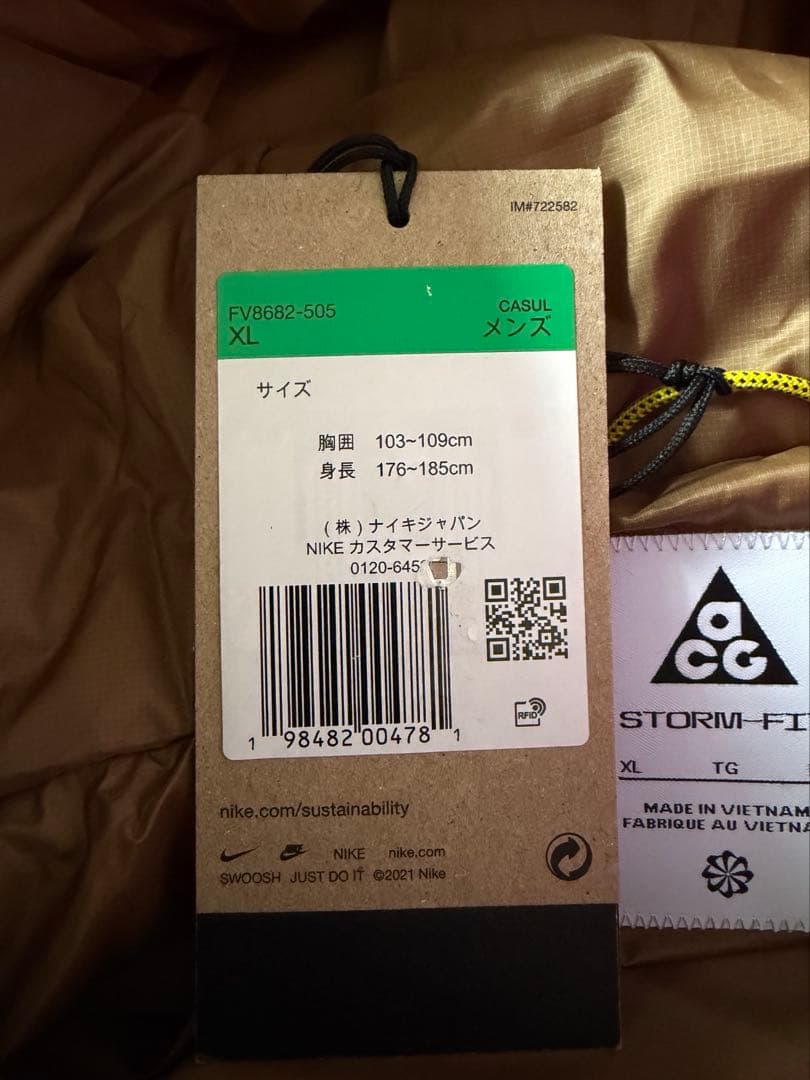 IM#722582
FV8682-505
XL
CASUL
メンズ
サイズ
胸囲 103~109cm
身長 176~185cm
(株)ナイキジャパン
NIKE カスタマーサービス
0120-645
1 98482 00478 1
RFID
nike.com/sustainability
NIKE nike.com
SWOOSH JUST DO IT ©2021 Nike
acG
STORM-FI
XL TG
MADE IN VIETNAM
FABRIQUE AU VIETNA